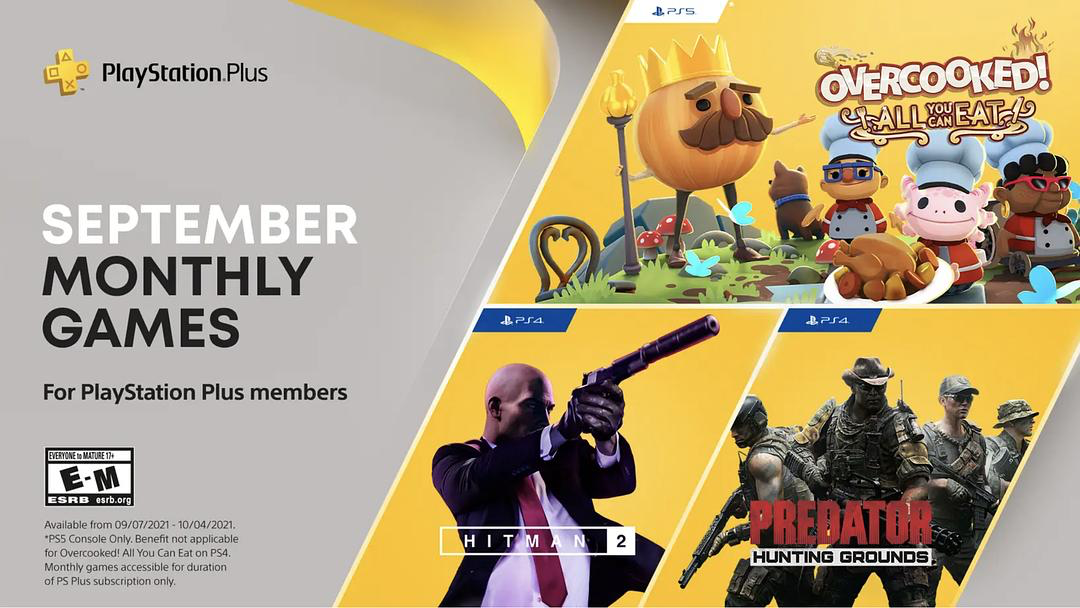 PlayStation.Plus
SEPTEMBER
MONTHLY
GAMES
For PlayStation Plus members
EVERYONE to MATURE 17+
E-M
ESRB esrb.org
Available from 09/07/2021 - 10/04/2021.
*PS5 Console Only. Benefit not applicable
for Overcooked! All You Can Eat on PS4.
Monthly games accessible for duration
of PS Plus subscription only.
PS5
*
OVERCOOKED!
ALL YOU CAN EAT
PS4
HITMAN 2
PS4
PREDATOR
HUNTING GROUNDS